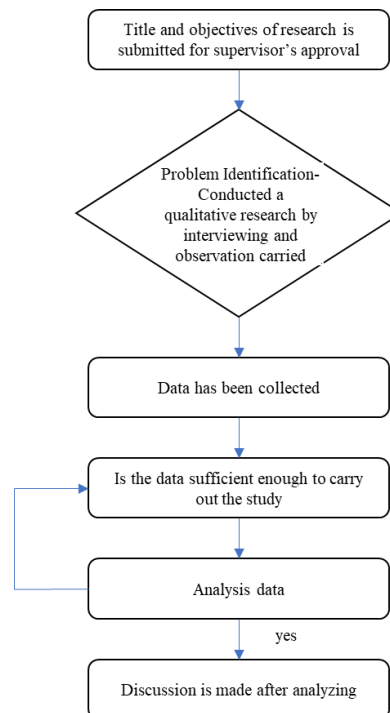 Title and objectives of research is
submitted for supervisor's approval
Problem Identification-
Conducted a
qualitative research by
interviewing and
observation carried
Data has been collected
Is the data sufficient enough to carry
out the study
Analysis data
yes
Discussion is made after analyzing